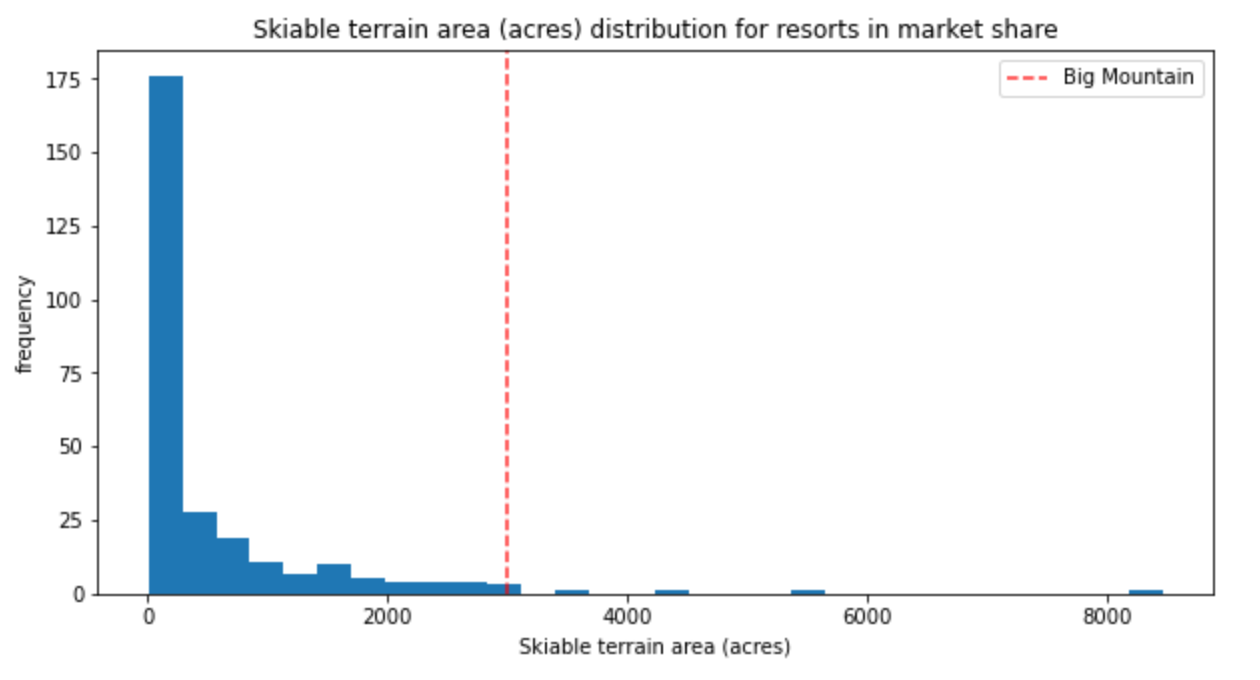 Skiable terrain area (acres) distribution for resorts in market share
Big Mountain
175
150
125
100
75
50
25
0
frequency
0 2000 4000 6000 8000
Skiable terrain area (acres)